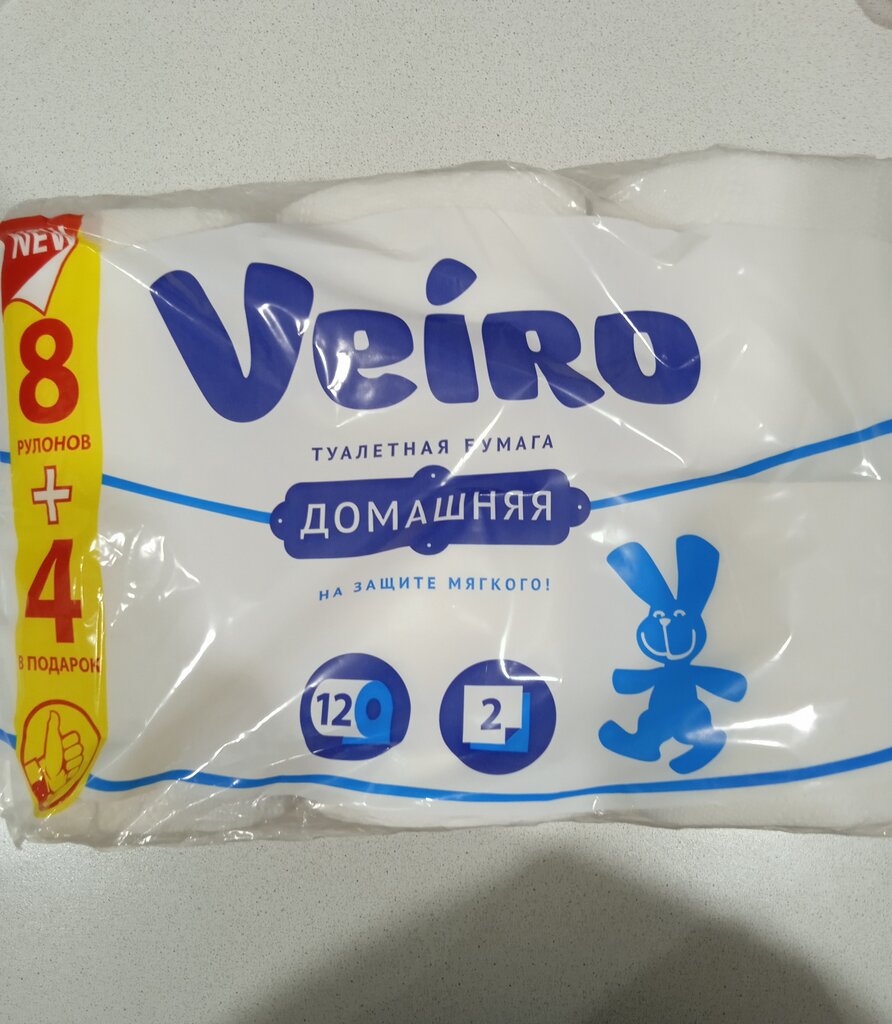 NEW
8
РУЛОНОВ
+
4
В ПОДАРОК
Veiro
ТУАЛЕТНАЯ БУМАГА
ДОМАШНЯЯ
НА ЗАЩИТЕ МЯГКОГО!
12
2